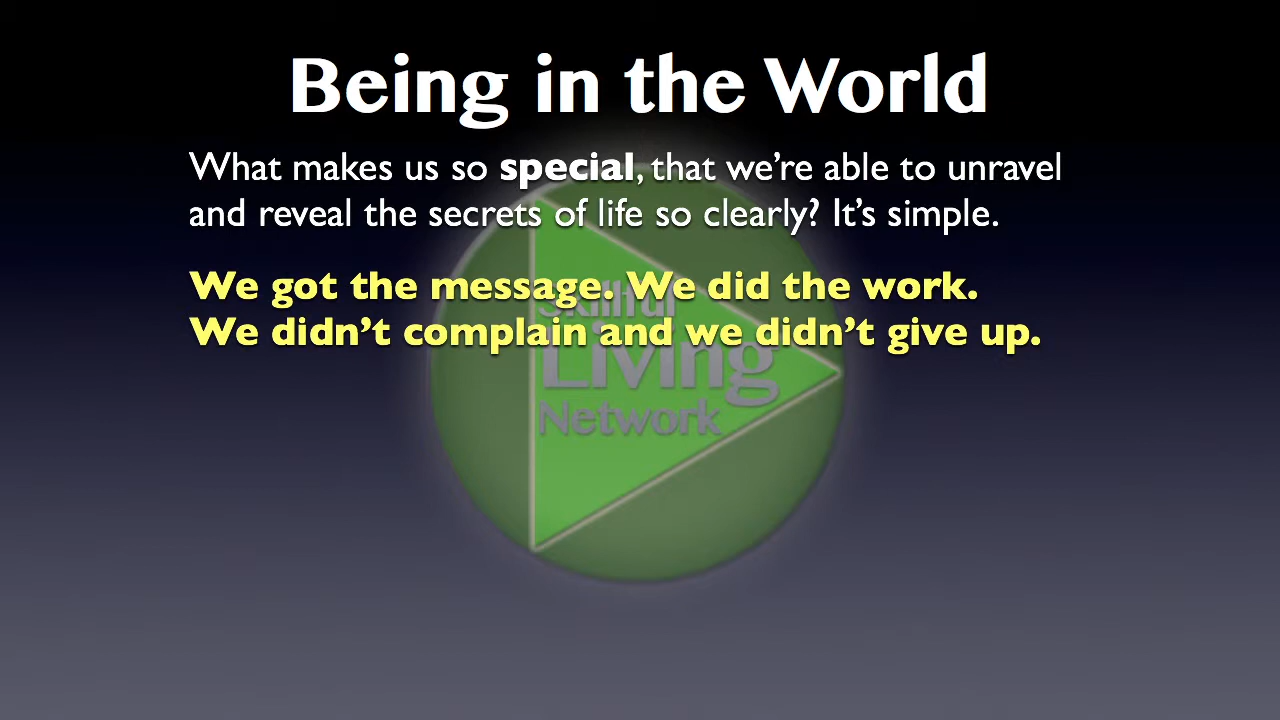 Being in the World
What makes us so special, that we're able to unravel
and reveal the secrets of life so clearly? It's simple.
We got the message. We did the work.
We didn't complain and we didn't give up.
Skillful
Living
Network